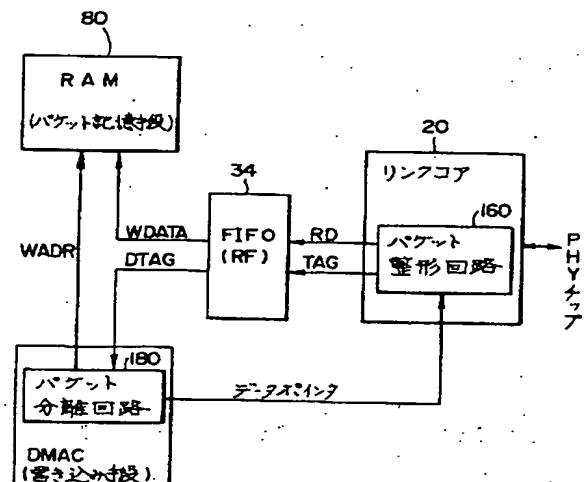 80
RAM
(パケット記憶手段)
20
リンクコア
34
160
FIFO
(RF)
WDATA
DTAG
RD
TAG
パケット
整形回路
PHYチップ
WADR
180
パケット
分離回路
データポインタ
DMAC
(書き込み手段)